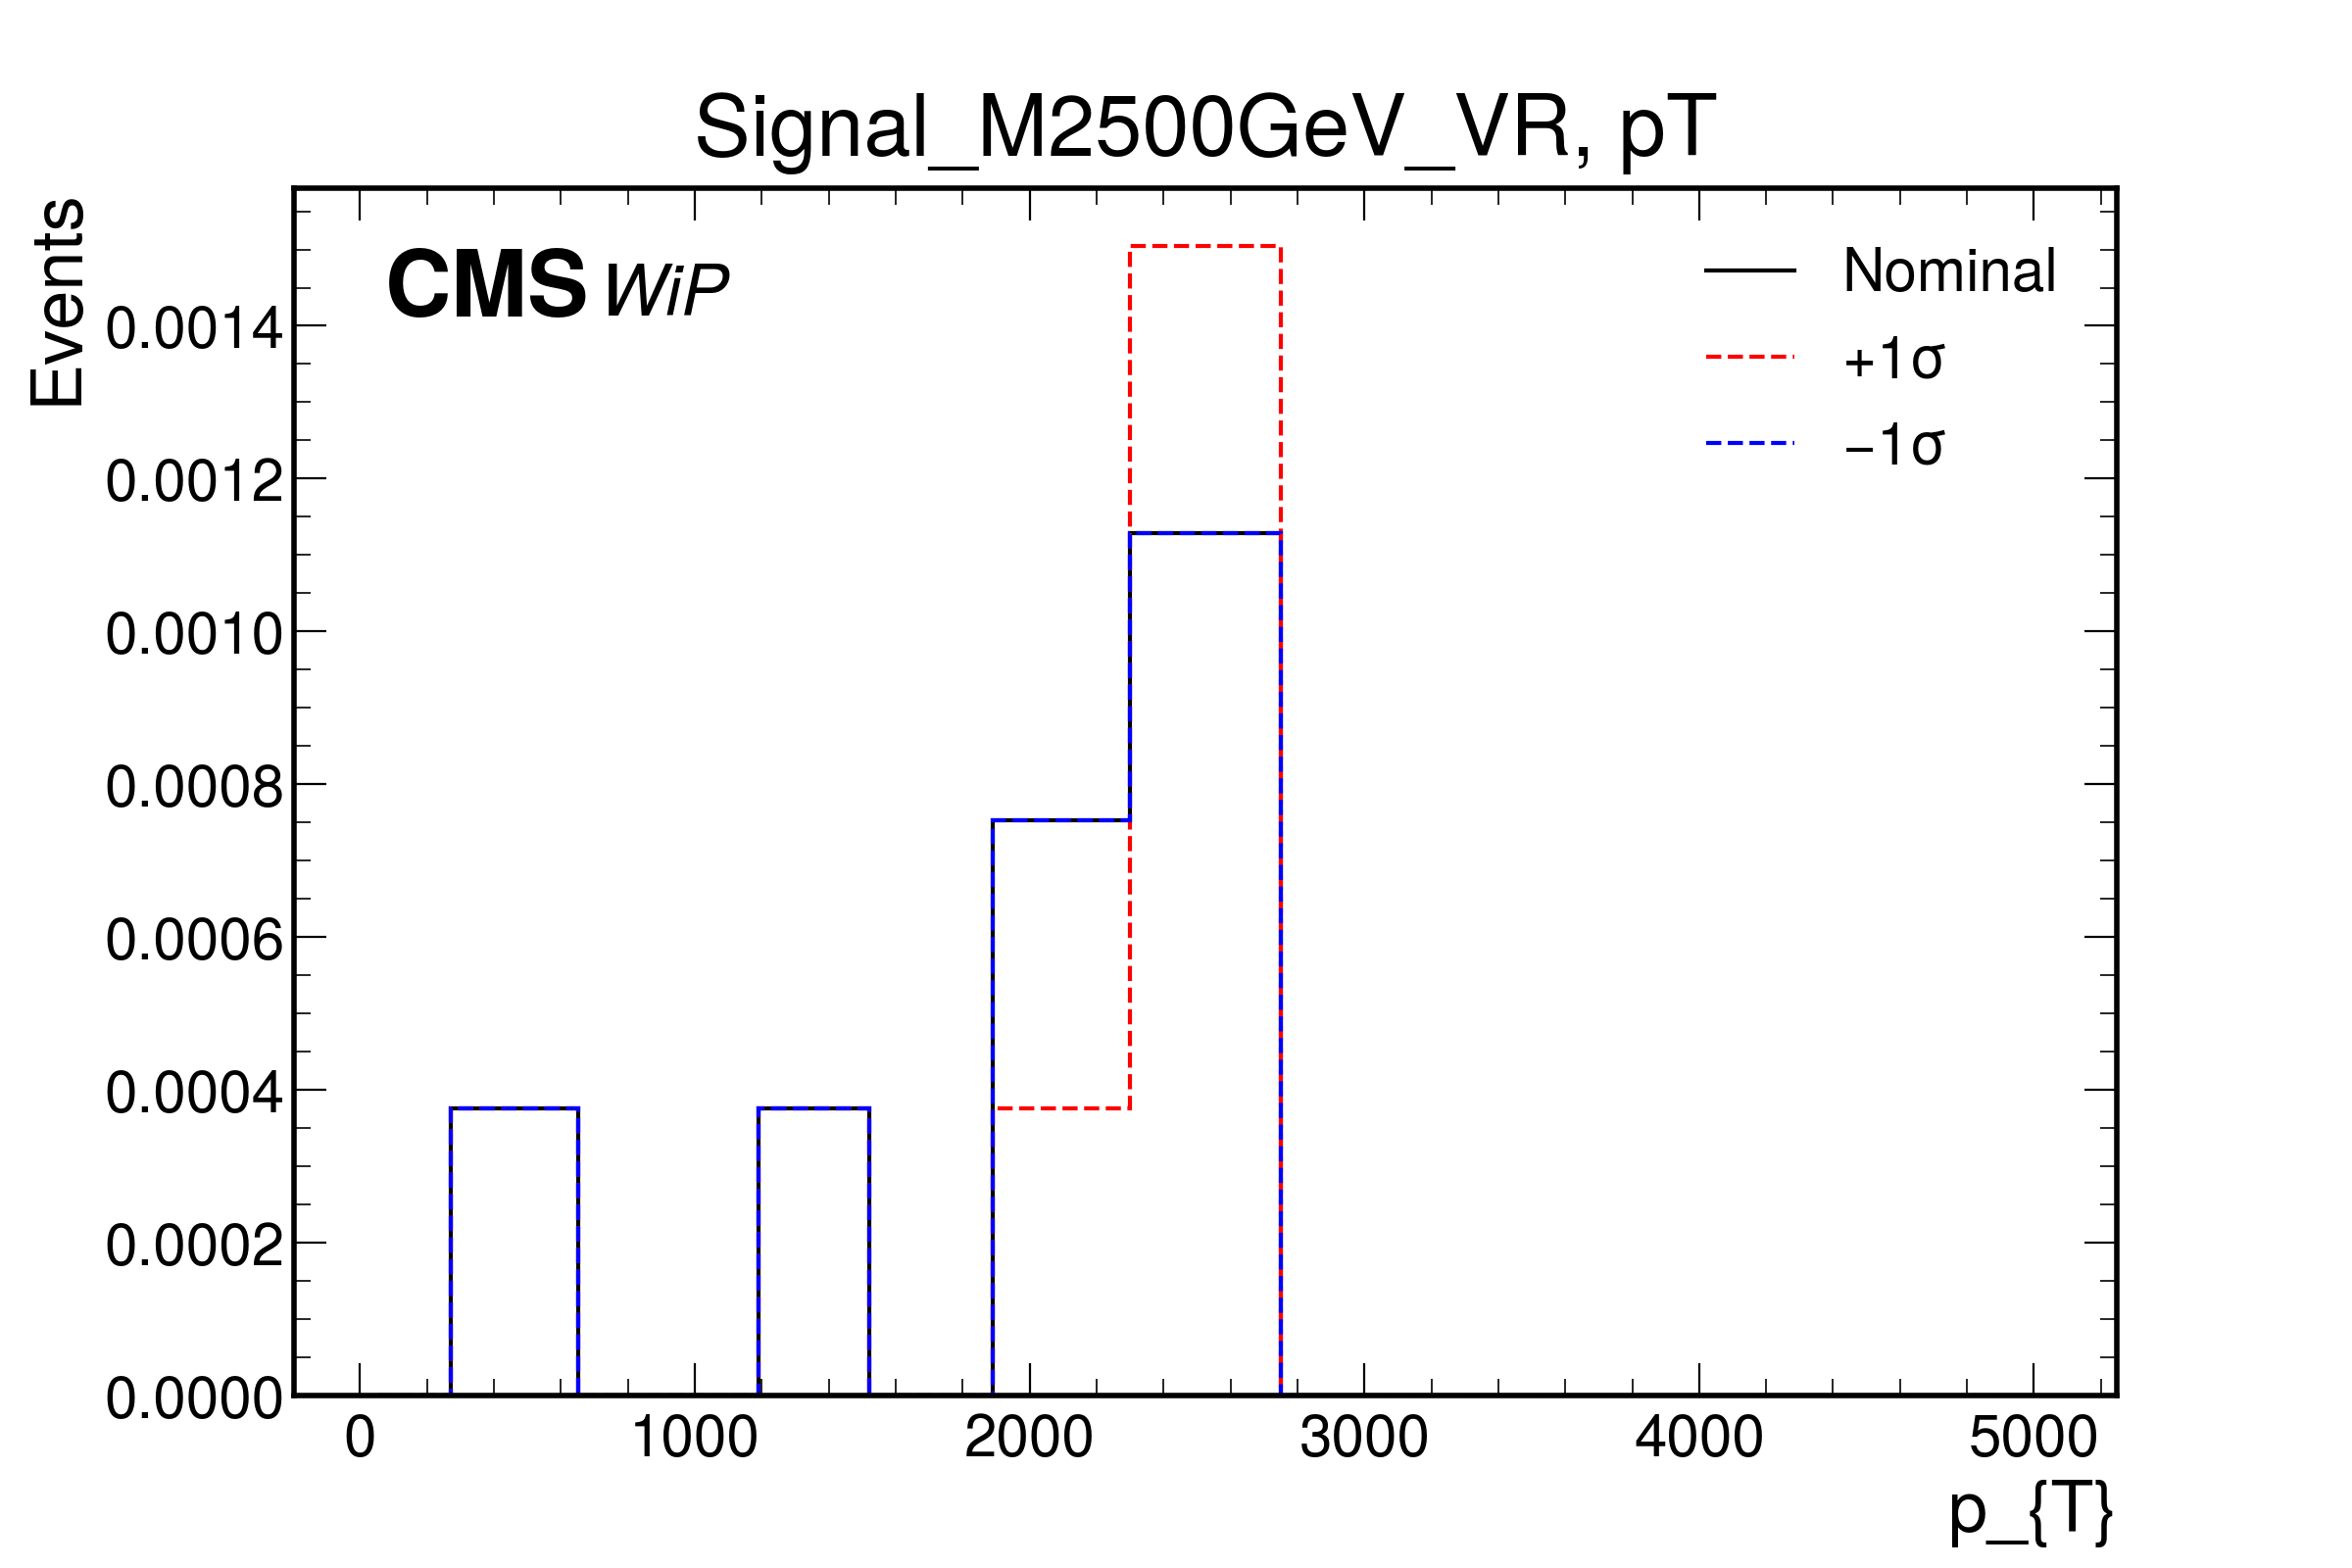 Signal_M2500GeV_VR, pT
Events
CMS WiP
Nominal
+1σ
−1σ
0.0014
0.0012
0.0010
0.0008
0.0006
0.0004
0.0002
0.0000
0 1000 2000 3000 4000 5000
p_{T}